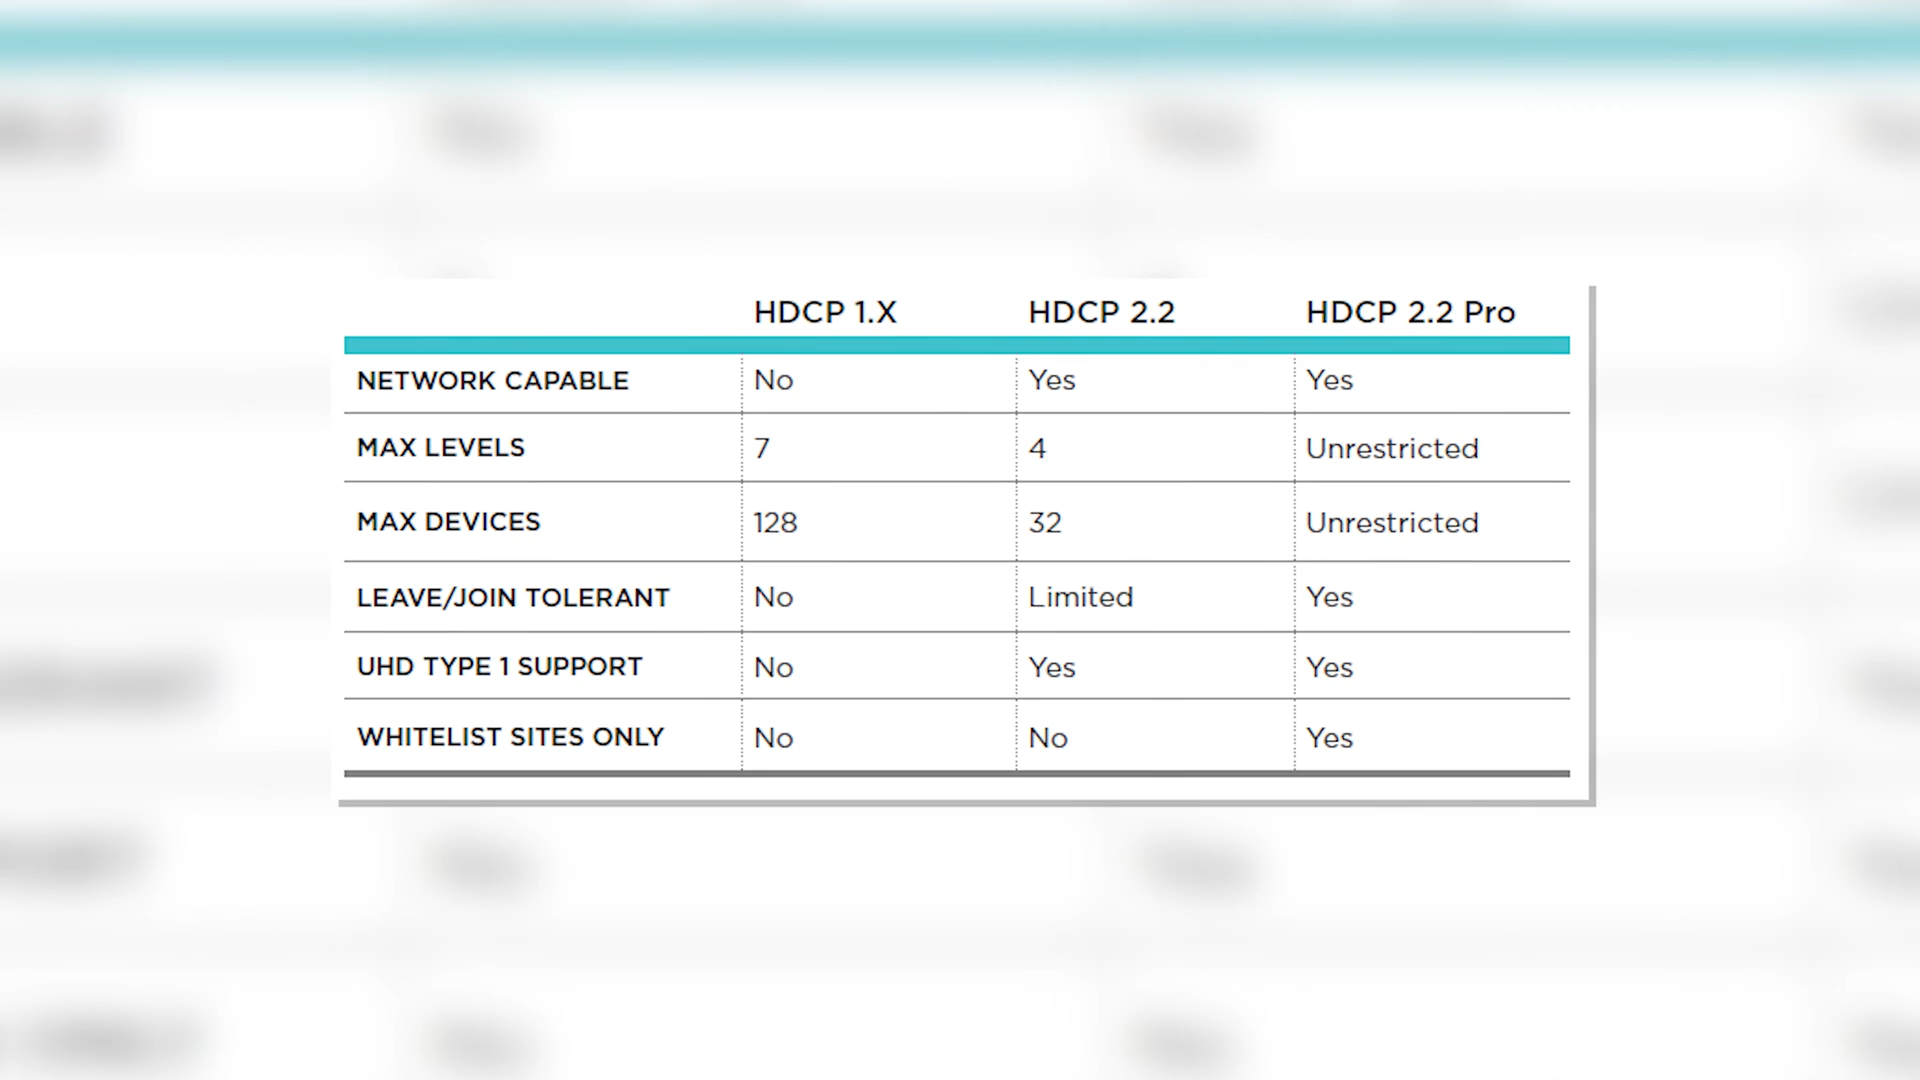 HDCP 1.X HDCP 2.2 HDCP 2.2 Pro
NETWORK CAPABLE No Yes Yes
MAX LEVELS 7 4 Unrestricted
MAX DEVICES 128 32 Unrestricted
LEAVE/JOIN TOLERANT No Limited Yes
UHD TYPE 1 SUPPORT No Yes Yes
WHITELIST SITES ONLY No No Yes